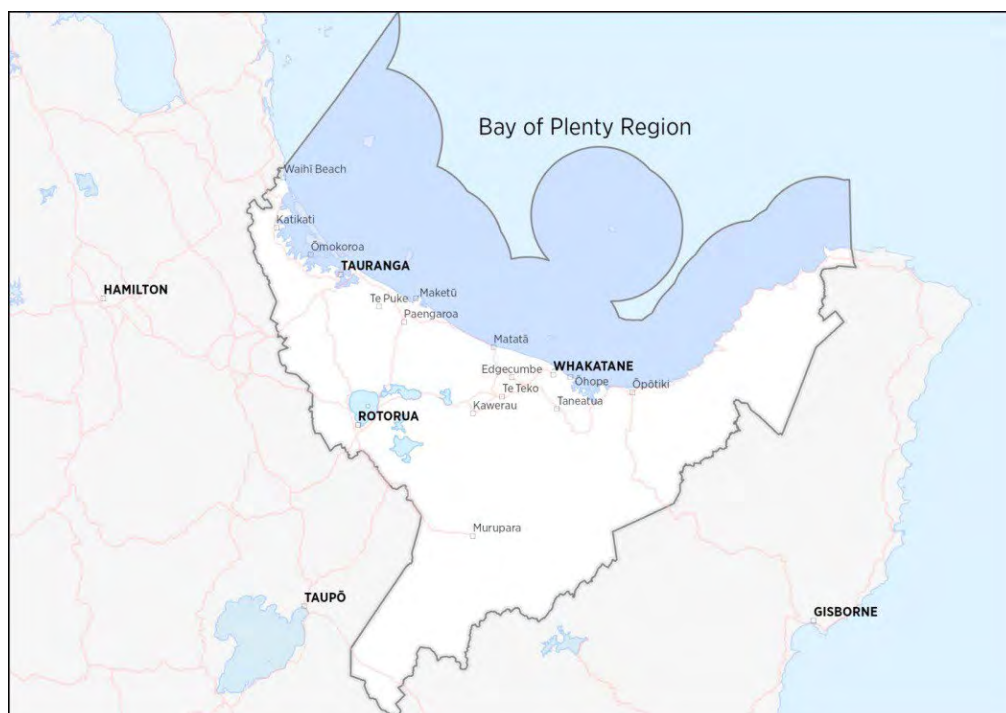 Bay of Plenty Region
Waihī Beach
Katikati
Ōmokoroa
TAURANGA
HAMILTON
Te Puke
Maketū
Paengaroa
Matatā
Edgecumbe
WHAKATANE
Ōhope
Ōpōtiki
Te Teko
Kawerau
Taneatua
ROTORUA
Murupara
TAUPŌ
GISBORNE